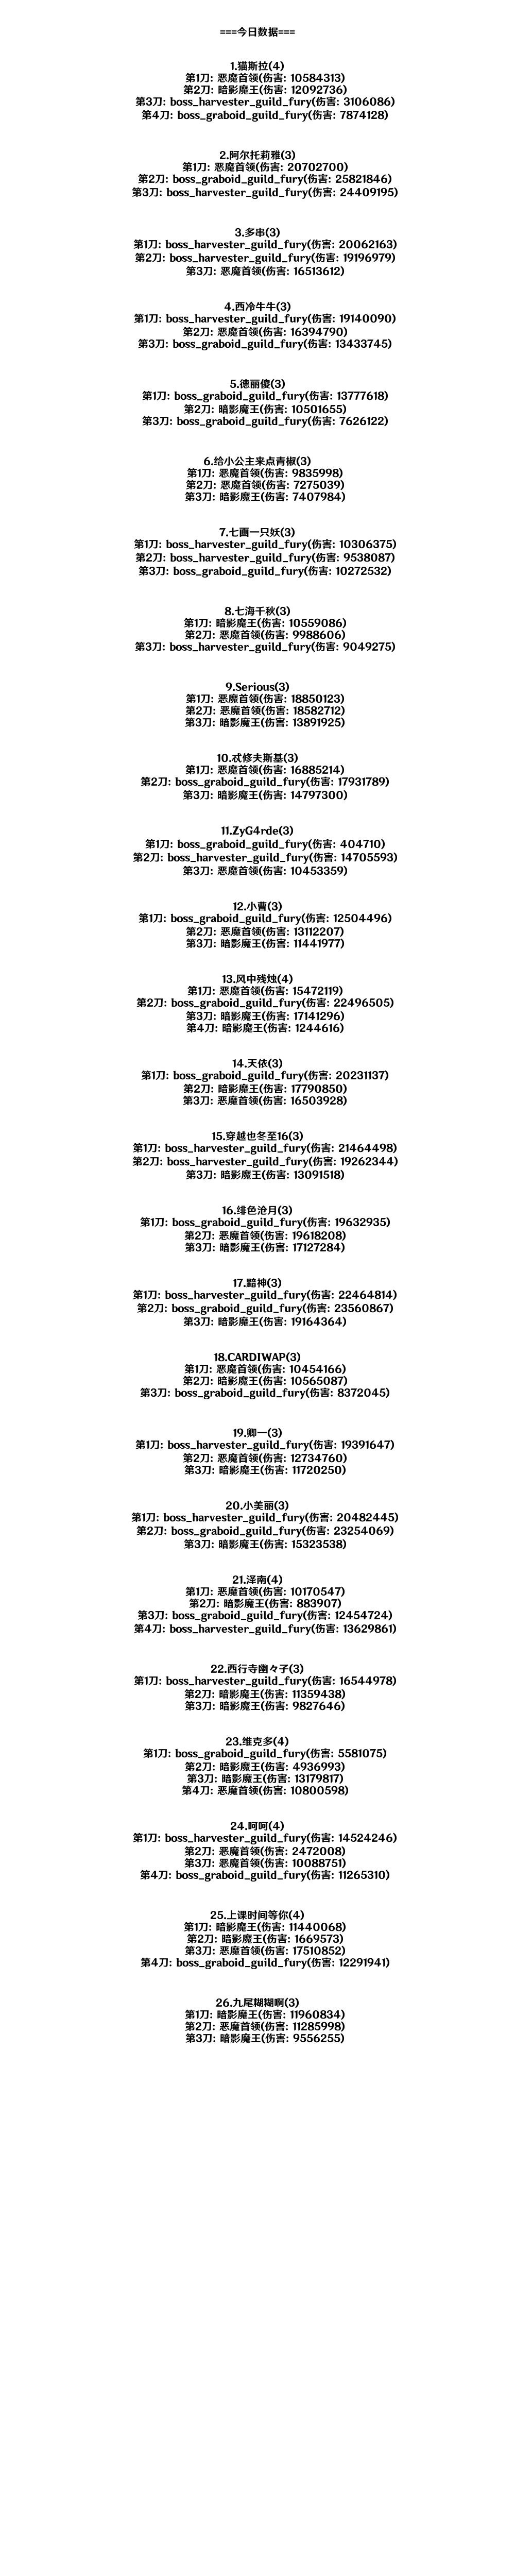 ===今日数据===
1.猫斯拉(4)
第1刀: 恶魔首领(伤害: 10584313)
第2刀: 暗影魔王(伤害: 12092736)
第3刀: boss_harvester_guild_fury(伤害: 3106086)
第4刀: boss_graboid_guild_fury(伤害: 7874128)
2.阿尔托莉雅(3)
第1刀: 恶魔首领(伤害: 20702700)
第2刀: boss_graboid_guild_fury(伤害: 25821846)
第3刀: boss_harvester_guild_fury(伤害: 24409195)
3.多串(3)
第1刀: boss_harvester_guild_fury(伤害: 20062163)
第2刀: boss_harvester_guild_fury(伤害: 19196979)
第3刀: 恶魔首领(伤害: 16513612)
4.西冷牛牛(3)
第1刀: boss_harvester_guild_fury(伤害: 19140090)
第2刀: 恶魔首领(伤害: 16394790)
第3刀: boss_graboid_guild_fury(伤害: 13433745)
5.德丽傻(3)
第1刀: boss_graboid_guild_fury(伤害: 13777618)
第2刀: 暗影魔王(伤害: 10501655)
第3刀: boss_graboid_guild_fury(伤害: 7626122)
6.给小公主来点青椒(3)
第1刀: 恶魔首领(伤害: 9835998)
第2刀: 恶魔首领(伤害: 7275039)
第3刀: 暗影魔王(伤害: 7407984)
7.七画一只妖(3)
第1刀: boss_harvester_guild_fury(伤害: 10306375)
第2刀: boss_harvester_guild_fury(伤害: 9538087)
第3刀: boss_graboid_guild_fury(伤害: 10272532)
8.七海千秋(3)
第1刀: 暗影魔王(伤害: 10559086)
第2刀: 恶魔首领(伤害: 9988606)
第3刀: boss_harvester_guild_fury(伤害: 9049275)
9.Serious(3)
第1刀: 恶魔首领(伤害: 18850123)
第2刀: 恶魔首领(伤害: 18582712)
第3刀: 暗影魔王(伤害: 13891925)
10.忒修夫斯基(3)
第1刀: 恶魔首领(伤害: 16885214)
第2刀: boss_graboid_guild_fury(伤害: 17931789)
第3刀: 暗影魔王(伤害: 14797300)
11.ZyG4rde(3)
第1刀: boss_graboid_guild_fury(伤害: 404710)
第2刀: boss_harvester_guild_fury(伤害: 14705593)
第3刀: 恶魔首领(伤害: 10453359)
12.小曹(3)
第1刀: boss_graboid_guild_fury(伤害: 12504496)
第2刀: 恶魔首领(伤害: 13112207)
第3刀: 暗影魔王(伤害: 11441977)
13.风中残烛(4)
第1刀: 恶魔首领(伤害: 15472119)
第2刀: boss_graboid_guild_fury(伤害: 22496505)
第3刀: 暗影魔王(伤害: 17141296)
第4刀: 暗影魔王(伤害: 1244616)
14.天依(3)
第1刀: boss_graboid_guild_fury(伤害: 20231137)
第2刀: 暗影魔王(伤害: 17790850)
第3刀: 恶魔首领(伤害: 16503928)
15.穿越也冬至16(3)
第1刀: boss_harvester_guild_fury(伤害: 21464498)
第2刀: boss_harvester_guild_fury(伤害: 19262344)
第3刀: 暗影魔王(伤害: 13091518)
16.绯色沧月(3)
第1刀: boss_graboid_guild_fury(伤害: 19632935)
第2刀: 恶魔首领(伤害: 19618208)
第3刀: 暗影魔王(伤害: 17127284)
17.黯神(3)
第1刀: boss_harvester_guild_fury(伤害: 22464814)
第2刀: boss_graboid_guild_fury(伤害: 23560867)
第3刀: 暗影魔王(伤害: 19164364)
18.CARDIWAP(3)
第1刀: 恶魔首领(伤害: 10454166)
第2刀: 暗影魔王(伤害: 10565087)
第3刀: boss_graboid_guild_fury(伤害: 8372045)
19.卿一(3)
第1刀: boss_harvester_guild_fury(伤害: 19391647)
第2刀: 恶魔首领(伤害: 12734760)
第3刀: 暗影魔王(伤害: 11720250)
20.小美丽(3)
第1刀: boss_harvester_guild_fury(伤害: 20482445)
第2刀: boss_graboid_guild_fury(伤害: 23254069)
第3刀: 暗影魔王(伤害: 15323538)
21.泽南(4)
第1刀: 恶魔首领(伤害: 10170547)
第2刀: 暗影魔王(伤害: 883907)
第3刀: boss_graboid_guild_fury(伤害: 12454724)
第4刀: boss_harvester_guild_fury(伤害: 13629861)
22.西行寺幽々子(3)
第1刀: boss_harvester_guild_fury(伤害: 16544978)
第2刀: 暗影魔王(伤害: 11359438)
第3刀: 暗影魔王(伤害: 9827646)
23.维克多(4)
第1刀: boss_graboid_guild_fury(伤害: 5581075)
第2刀: 暗影魔王(伤害: 4936993)
第3刀: 暗影魔王(伤害: 13179817)
第4刀: 恶魔首领(伤害: 10800598)
24.呵呵(4)
第1刀: boss_harvester_guild_fury(伤害: 14524246)
第2刀: 恶魔首领(伤害: 2472008)
第3刀: 恶魔首领(伤害: 10088751)
第4刀: boss_graboid_guild_fury(伤害: 11265310)
25.上课时间等你(4)
第1刀: 暗影魔王(伤害: 11440068)
第2刀: 暗影魔王(伤害: 1669573)
第3刀: 恶魔首领(伤害: 17510852)
第4刀: boss_graboid_guild_fury(伤害: 12291941)
26.九尾糊糊啊(3)
第1刀: 暗影魔王(伤害: 11960834)
第2刀: 恶魔首领(伤害: 11285998)
第3刀: 暗影魔王(伤害: 9556255)